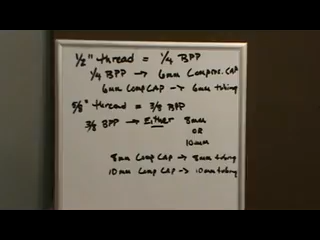 1/2" thread = 1/4 BPP
1/4 BPP → 6mm Compres. CAP
6mm Comp CAP → 6mm tubing
5/8" thread = 3/8 BPP
3/8 BPP → Either 8mm
OR
10mm
8mm Comp CAP → 8mm tubing
10mm Comp CAP → 10mm tubing